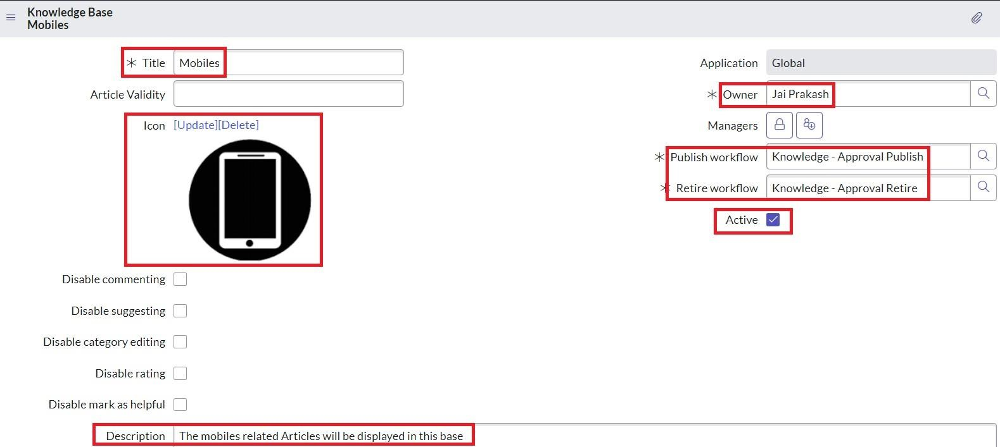 Knowledge Base
Mobiles
Title Mobiles
Article Validity
Icon [Update][Delete]
Disable commenting
Disable suggesting
Disable category editing
Disable rating
Disable mark as helpful
Application Global
Owner Jai Prakash
Managers
Publish workflow Knowledge - Approval Publish
Retire workflow Knowledge - Approval Retire
Active
Description The mobiles related Articles will be displayed in this base